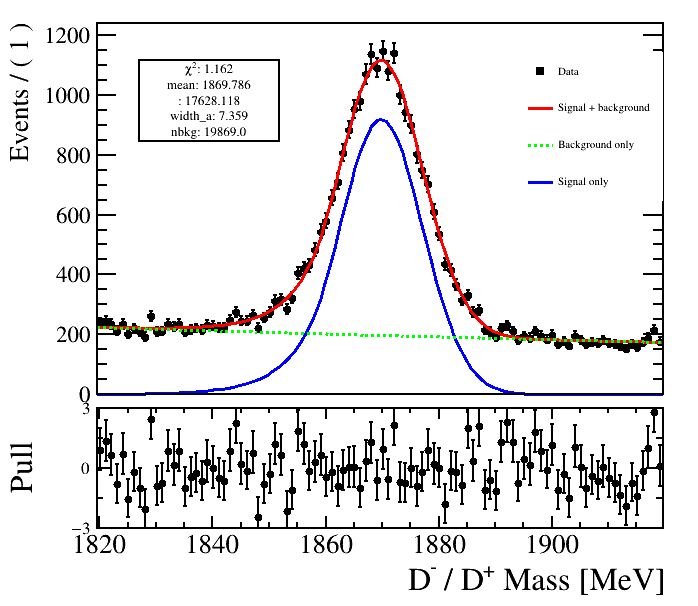 1200
1000
800
600
400
200
0
Events / ( 1 )
χ²: 1.162
mean: 1869.786
: 17628.118
width_a: 7.359
nbkg: 19869.0
Data
Signal + background
Background only
Signal only
3
0
−3
Pull
1820 1840 1860 1880 1900
D⁻ / D⁺ Mass [MeV]